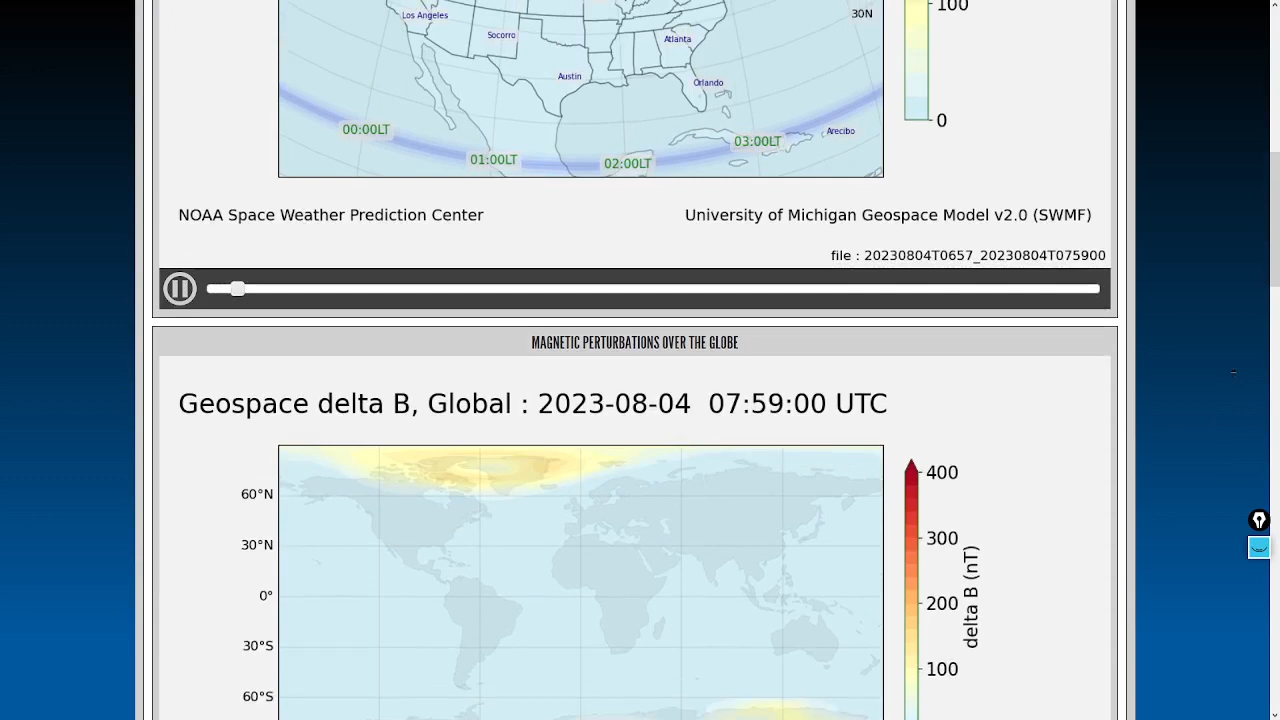 Los Angeles
30N
100
Socorro
Atlanta
Austin
Orlando
00:00LT
03:00LT
Arecibo
0
01:00LT
02:00LT
NOAA Space Weather Prediction Center
University of Michigan Geospace Model v2.0 (SWMF)
file : 20230804T0657_20230804T075900
MAGNETIC PERTURBATIONS OVER THE GLOBE
Geospace delta B, Global : 2023-08-04 07:59:00 UTC
400
60°N
300
30°N
delta B (nT)
0°
200
30°S
100
60°S